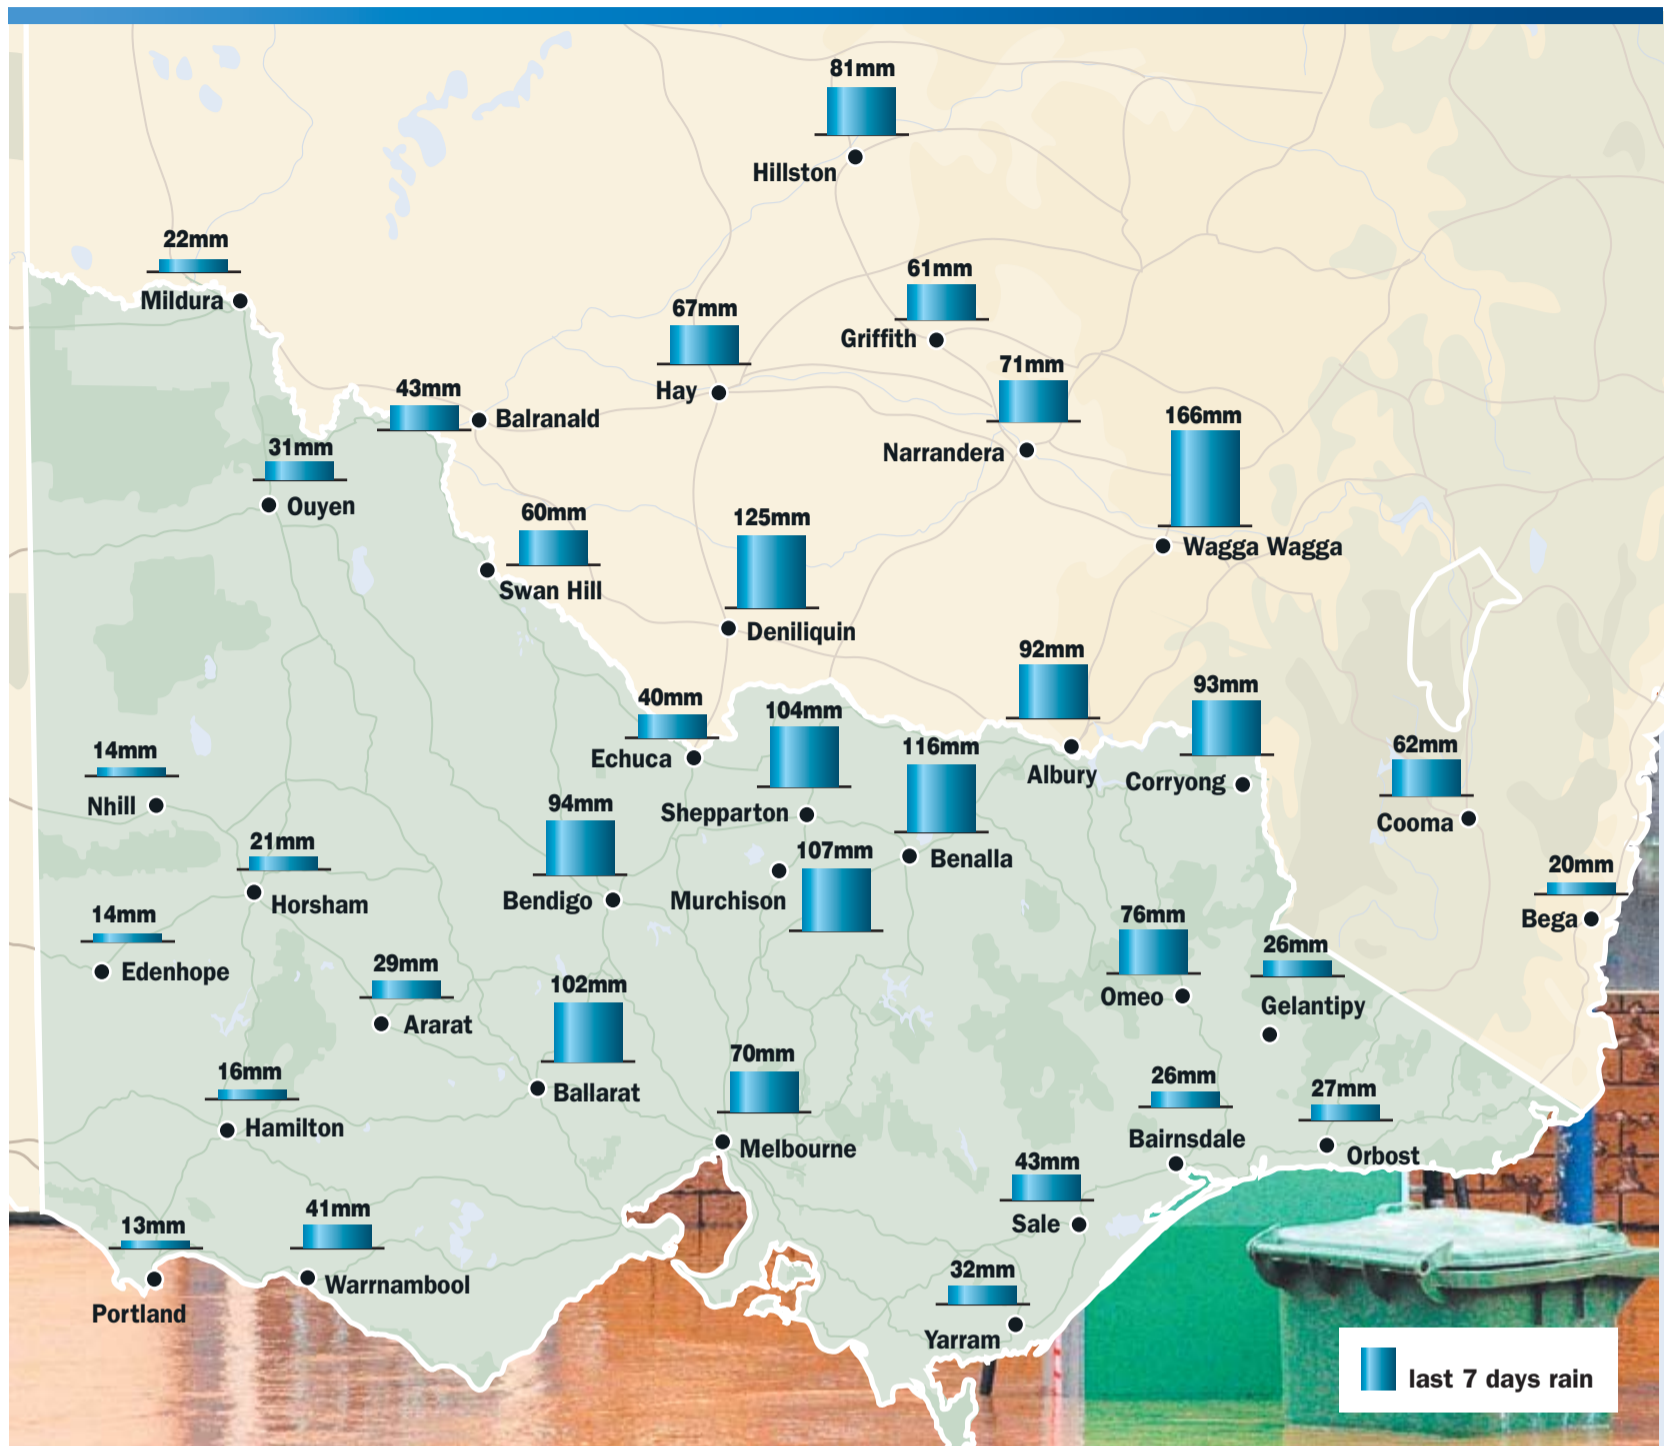 81mm
Hillston
22mm
Mildura
61mm
Griffith
67mm
Hay
71mm
Narrandera
43mm
Balranald
166mm
Wagga Wagga
31mm
Ouyen
60mm
Swan Hill
125mm
Deniliquin
92mm
Albury
93mm
Corryong
40mm
Echuca
104mm
Shepparton
116mm
Benalla
62mm
Cooma
14mm
Nhill
94mm
Bendigo
107mm
Murchison
21mm
Horsham
20mm
Bega
14mm
Edenhope
76mm
Omeo
26mm
Gelantipy
29mm
Ararat
102mm
Ballarat
70mm
Melbourne
16mm
Hamilton
26mm
Bairnsdale
27mm
Orbost
43mm
Sale
13mm
Portland
41mm
Warrnambool
32mm
Yarram
last 7 days rain